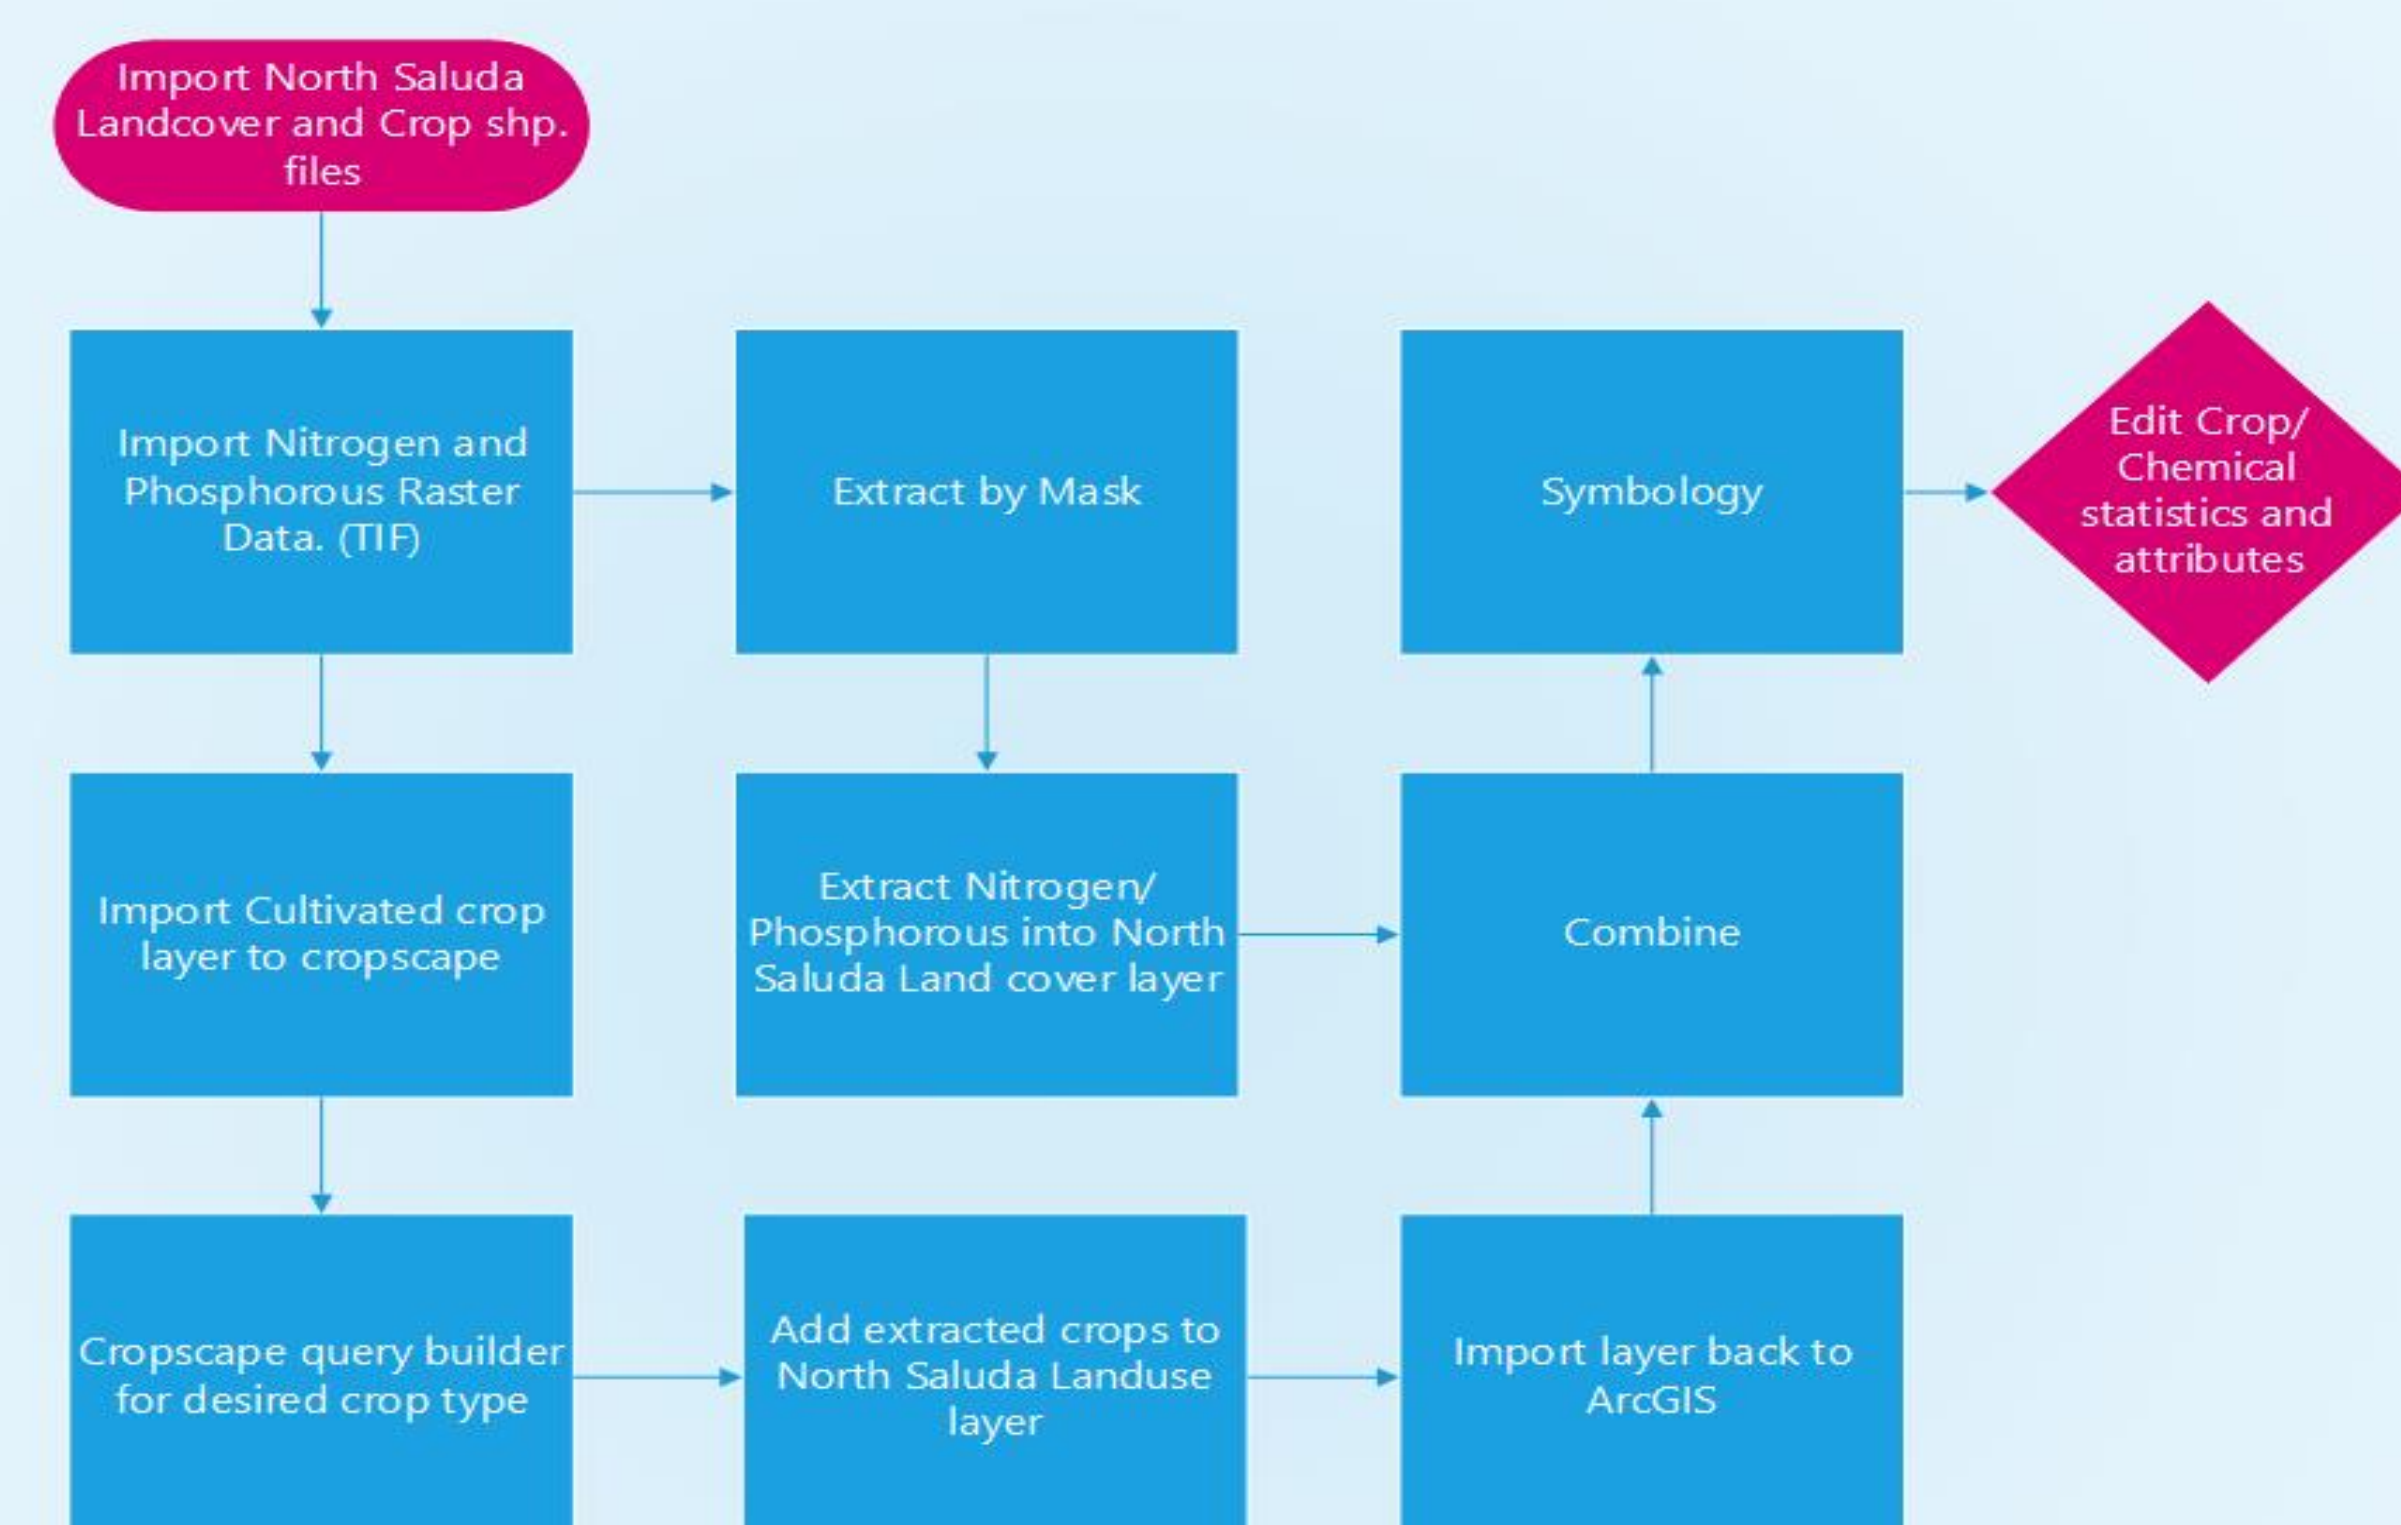 Import North Saluda
Landcover and Crop shp.
files
Import Nitrogen and
Phosphorous Raster
Data. (TIF)
Extract by Mask
Symbology
Edit Crop/
Chemical
statistics and
attributes
Import Cultivated crop
layer to cropscape
Extract Nitrogen/
Phosphorous into North
Saluda Land cover layer
Combine
Cropscape query builder
for desired crop type
Add extracted crops to
North Saluda Landuse
layer
Import layer back to
ArcGIS